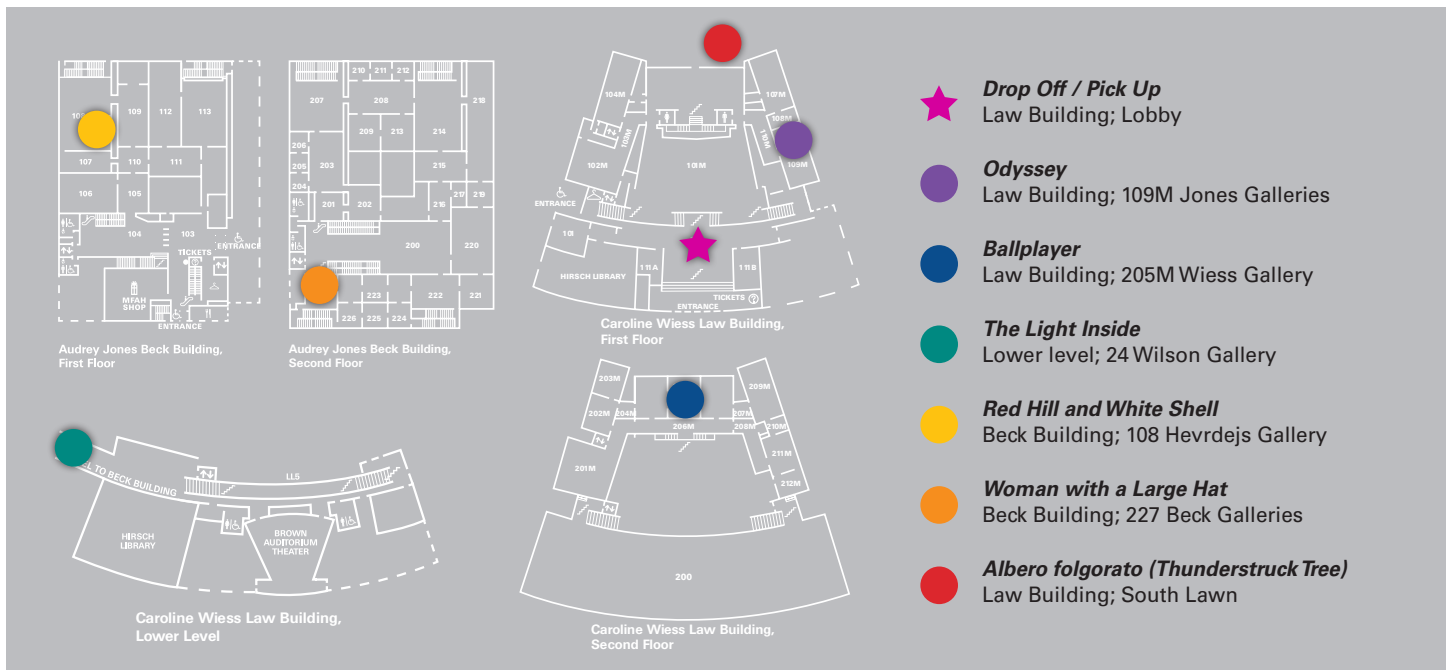 109
112
113
107
110
111
106
105
104
103
TICKETS
ENTRANCE
MFAH
SHOP
ENTRANCE
Audrey Jones Beck Building,
First Floor
210
211
212
207
208
218
209
213
214
206
203
205
215
204
201
202
216
217
219
200
220
223
222
221
226
225
224
Audrey Jones Beck Building,
Second Floor
104M
107M
108M
103M
110M
102M
101M
109M
ENTRANCE
101
HIRSCH LIBRARY
111A
111B
TICKETS
ENTRANCE
Caroline Wiess Law Building,
First Floor
EL TO BECK BUILDING
LL5
HIRSCH
LIBRARY
BROWN
AUDITORIUM
THEATER
Caroline Wiess Law Building,
Lower Level
203M
209M
202M
204M
207M
206M
208M
210M
201M
211M
212M
200
Caroline Wiess Law Building,
Second Floor
Drop Off / Pick Up
Law Building; Lobby
Odyssey
Law Building; 109M Jones Galleries
Ballplayer
Law Building; 205M Wiess Gallery
The Light Inside
Lower level; 24 Wilson Gallery
Red Hill and White Shell
Beck Building; 108 Hevrdejs Gallery
Woman with a Large Hat
Beck Building; 227 Beck Galleries
Albero folgorato (Thunderstruck Tree)
Law Building; South Lawn